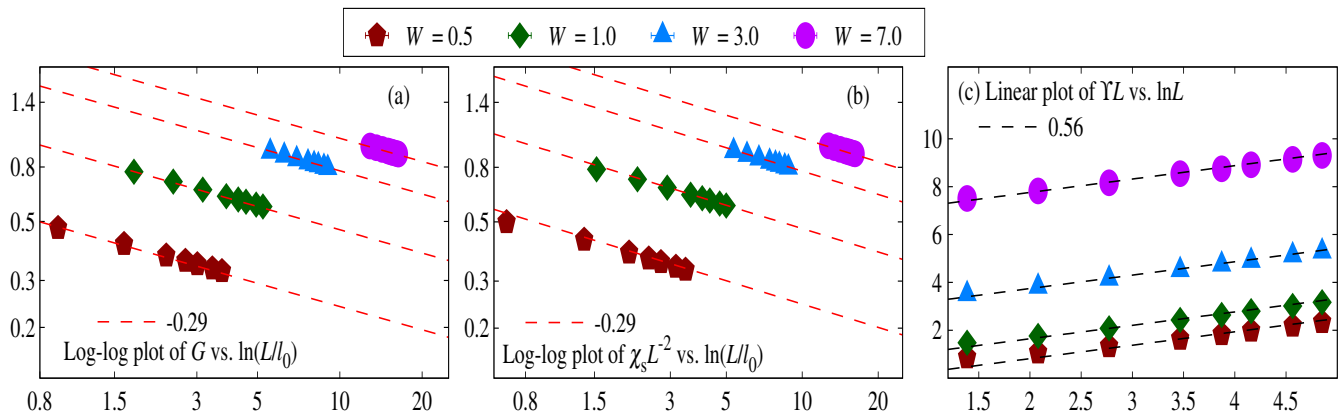 W = 0.5 W = 1.0 W = 3.0 W = 7.0
(a)
1.4
0.8
0.5
0.3
0.2
-0.29
Log-log plot of G vs. ln(L/l₀)
0.8 1.5 3 5 10 20
(b)
1.4
0.8
0.5
0.3
0.2
-0.29
Log-log plot of χₛL⁻² vs. ln(L/l₀)
0.8 1.5 3 5 10 20
(c) Linear plot of ΥL vs. lnL
0.56
10
8
6
4
2
1.5 2 2.5 3 3.5 4 4.5